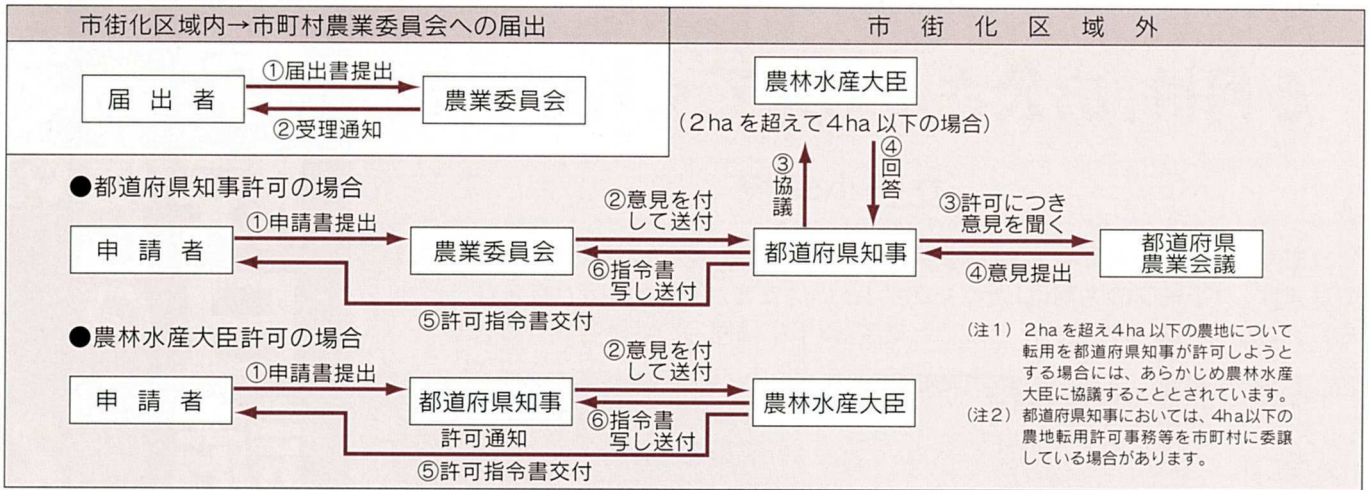 市街化区域内→市町村農業委員会への届出
市街化区域外
①届出書提出
届出者
農業委員会
②受理通知
農林水産大臣
(2haを超えて4ha以下の場合)
③協議
④回答
●都道府県知事許可の場合
①申請書提出
申請者
農業委員会
②意見を付
して送付
⑥指令書
写し送付
都道府県知事
③許可につき
意見を聞く
④意見提出
都道府県
農業会議
⑤許可指令書交付
●農林水産大臣許可の場合
①申請書提出
申請者
都道府県知事
許可通知
②意見を付
して送付
⑥指令書
写し送付
農林水産大臣
⑤許可指令書交付
(注1) 2haを超え4ha以下の農地について
転用を都道府県知事が許可しようと
する場合には、あらかじめ農林水産
大臣に協議することとされています。
(注2) 都道府県知事においては、4ha以下の
農地転用許可事務等を市町村に委譲
している場合があります。